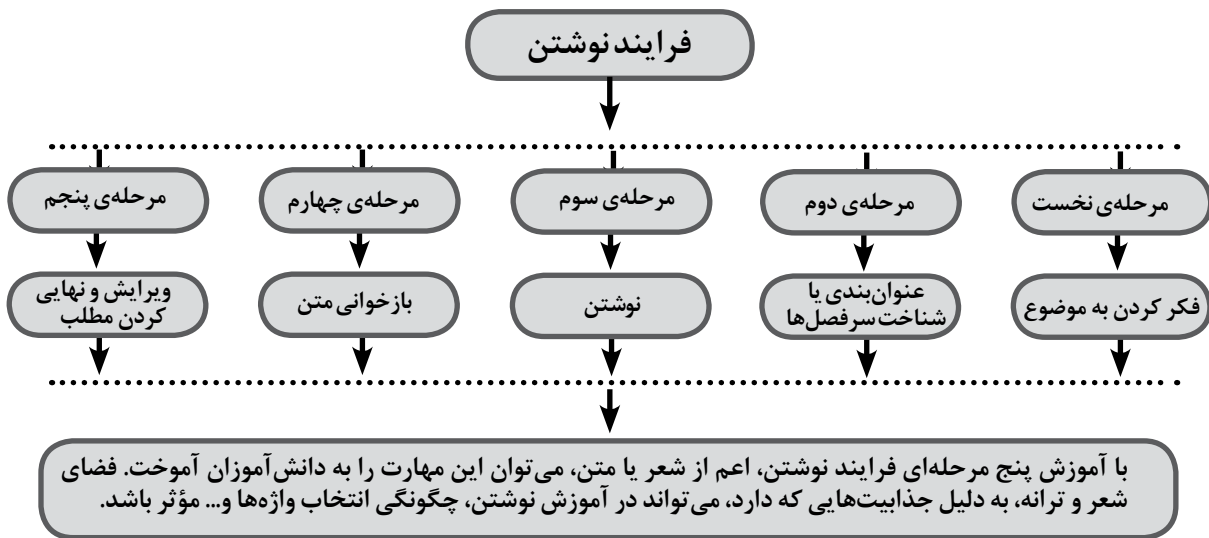 فرایند نوشتن
مرحله‌ی نخست
مرحله‌ی دوم
مرحله‌ی سوم
مرحله‌ی چهارم
مرحله‌ی پنجم
فکر کردن به موضوع
عنوان‌بندی یا
شناخت سرفصل‌ها
نوشتن
بازخوانی متن
ویرایش و نهایی
کردن مطلب
با آموزش پنج مرحله‌ای فرایند نوشتن، اعم از شعر یا متن، می‌توان این مهارت را به دانش‌آموزان آموخت. فضای
شعر و ترانه، به دلیل جذابیت‌هایی که دارد، می‌تواند در آموزش نوشتن، چگونگی انتخاب واژه‌ها و... مؤثر باشد.